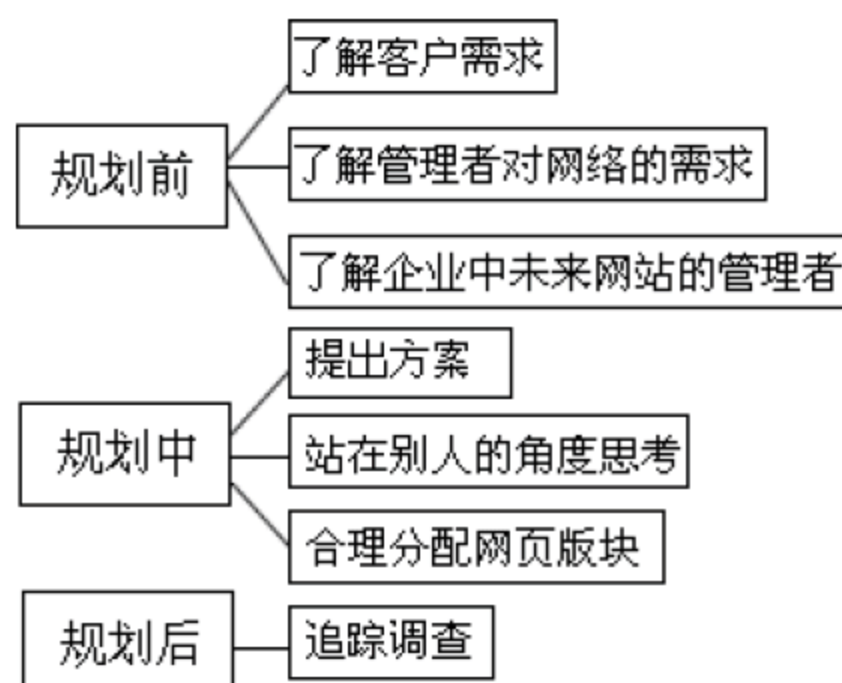 规划前
了解客户需求
了解管理者对网络的需求
了解企业中未来网站的管理者
规划中
提出方案
站在别人的角度思考
合理分配网页版块
规划后
追踪调查